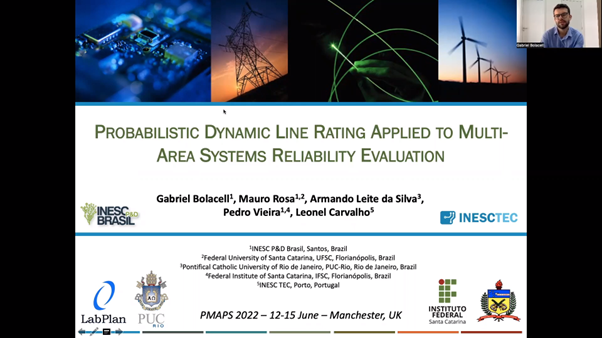 Gabriel Bolacell
PROBABILISTIC DYNAMIC LINE RATING APPLIED TO MULTI-
AREA SYSTEMS RELIABILITY EVALUATION
Gabriel Bolacell¹, Mauro Rosa¹,², Armando Leite da Silva³,
Pedro Vieira¹,⁴, Leonel Carvalho⁵
INESC P&D
BRASIL
INESCTEC
¹INESC P&D Brasil, Santos, Brazil
²Federal University of Santa Catarina, UFSC, Florianópolis, Brazil
³Pontifical Catholic University of Rio de Janeiro, PUC-Rio, Rio de Janeiro, Brazil
⁴Federal Institute of Santa Catarina, IFSC, Florianópolis, Brazil
⁵INESC TEC, Porto, Portugal
LabPlan
PUC
RIO
PMAPS 2022 – 12-15 June – Manchester, UK
INSTITUTO
FEDERAL
Santa Catarina